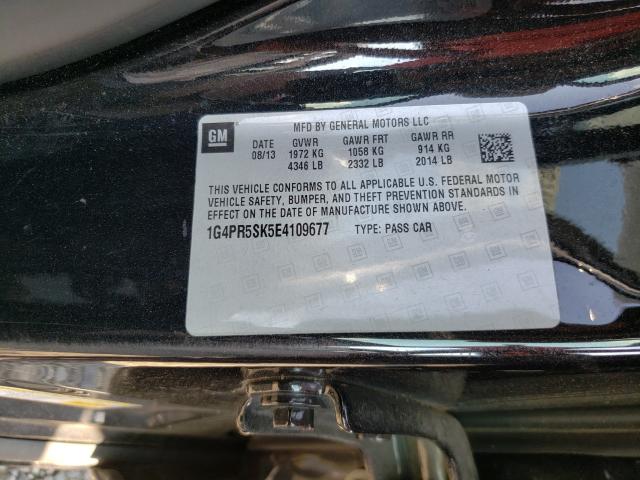 GM
MFD BY GENERAL MOTORS LLC
DATE GVWR GAWR FRT GAWR RR
08/13 1972 KG 1058 KG 914 KG
4346 LB 2332 LB 2014 LB
THIS VEHICLE CONFORMS TO ALL APPLICABLE U.S. FEDERAL MOTOR
VEHICLE SAFETY, BUMPER, AND THEFT PREVENTION STANDARDS IN
EFFECT ON THE DATE OF MANUFACTURE SHOWN ABOVE.
1G4PR5SK5E4109677 TYPE: PASS CAR